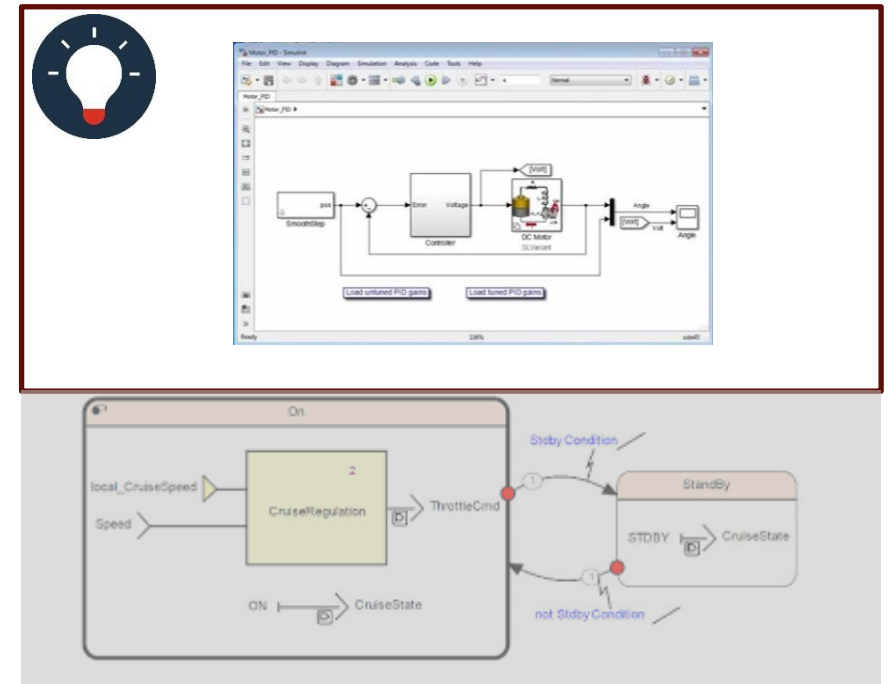 Motor_PID - Simulink
File Edit View Display Diagram Simulation Analysis Code Tools Help
4
Normal
Motor_PID
Motor_PID
[Volt]
pos
SmoothStep
Error Voltage
Controller
DC Motor
SLVariant
Angle
[Volt]
Volt
Angle
Load untuned PID gains
Load tuned PID gains
Ready
ode45
On
2
local_CruiseSpeed
Speed
CruiseRegulation
ThrottleCmd
ON
CruiseState
Stdby Condition
1
StandBy
STDBY
CruiseState
1
not Stdby Condition